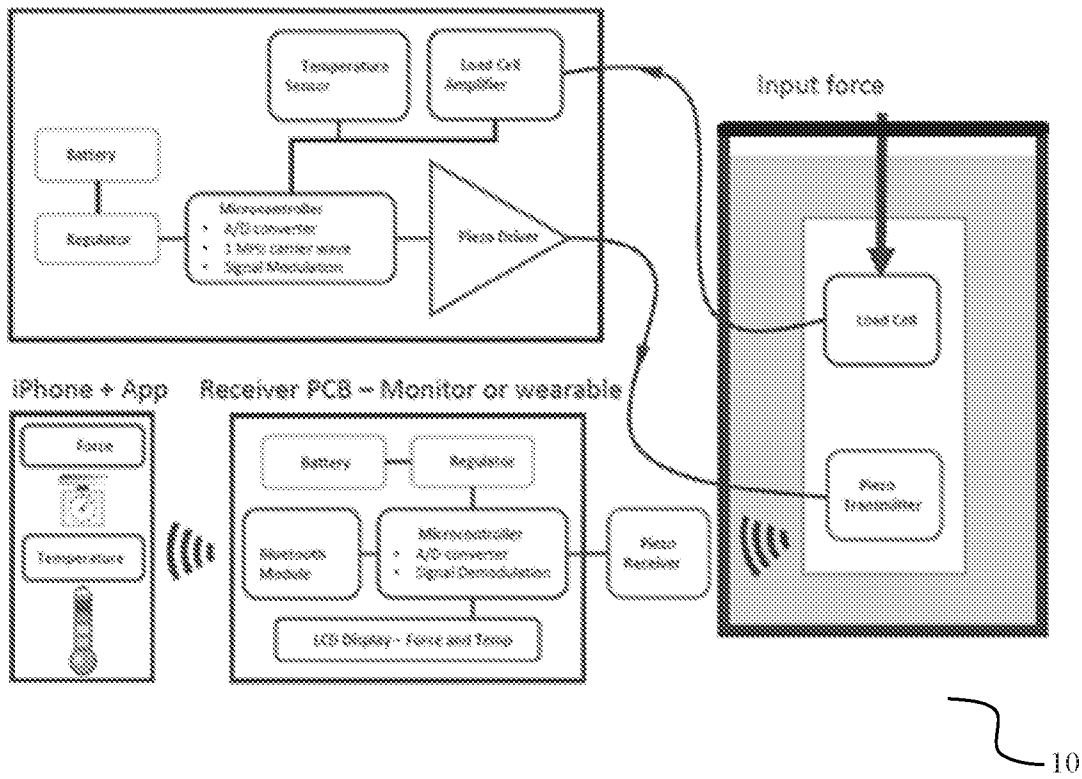 Temperature
Sensor
Load Cell
Amplifier
Input force
Battery
Regulator
Microcontroller
• A/D converter
• 1 MHz carrier wave
• Signal Modulation
Piezo Driver
Load Cell
iPhone + App
Receiver PCB – Monitor or wearable
Force
Temperature
Battery
Regulator
Bluetooth
Module
Microcontroller
• A/D converter
• Signal Demodulation
Piezo
Receiver
Piezo
Transmitter
LCD Display – Force and Temp
10